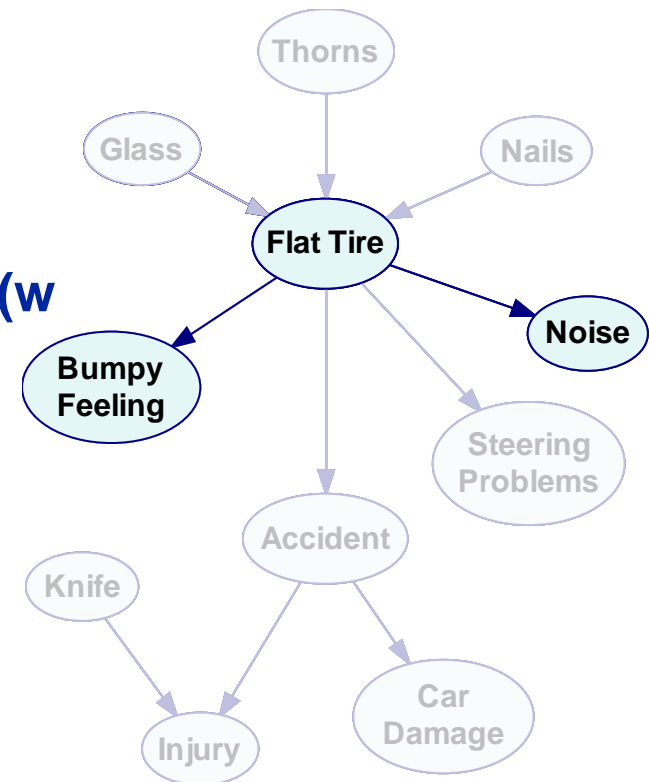 Thorns
Glass
Nails
Flat Tire
(w
Noise
Bumpy
Feeling
Steering
Problems
Accident
Knife
Car
Damage
Injury